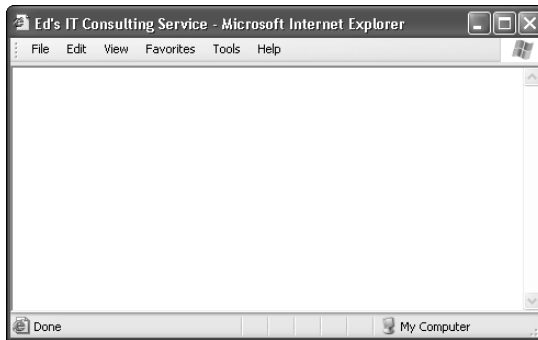 Ed's IT Consulting Service - Microsoft Internet Explorer
File Edit View Favorites Tools Help
Done My Computer